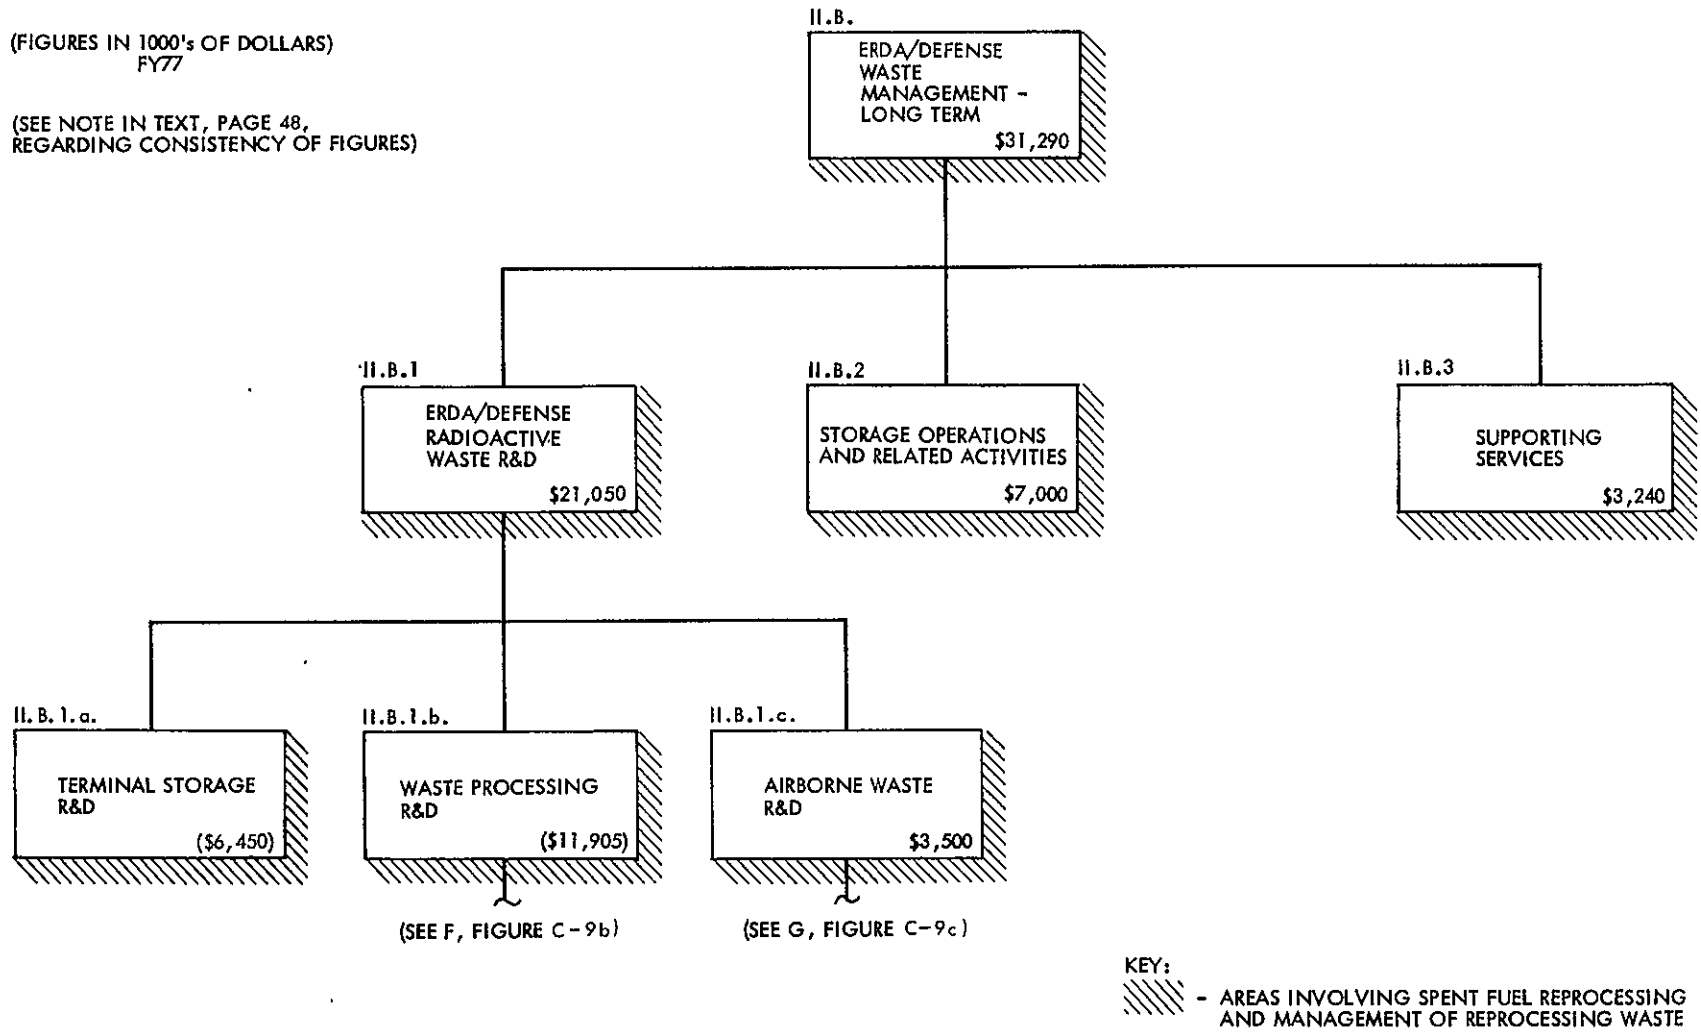 (FIGURES IN 1000's OF DOLLARS)
FY77
(SEE NOTE IN TEXT, PAGE 48,
REGARDING CONSISTENCY OF FIGURES)
II.B.
ERDA/DEFENSE
WASTE
MANAGEMENT -
LONG TERM
$31,290
II.B.1
ERDA/DEFENSE
RADIOACTIVE
WASTE R&D
$21,050
II.B.2
STORAGE OPERATIONS
AND RELATED ACTIVITIES
$7,000
II.B.3
SUPPORTING
SERVICES
$3,240
II.B.1.a.
TERMINAL STORAGE
R&D
($6,450)
II.B.1.b.
WASTE PROCESSING
R&D
($11,905)
(SEE F, FIGURE C-9b)
II.B.1.c.
AIRBORNE WASTE
R&D
$3,500
(SEE G, FIGURE C-9c)
KEY:
- AREAS INVOLVING SPENT FUEL REPROCESSING
AND MANAGEMENT OF REPROCESSING WASTE